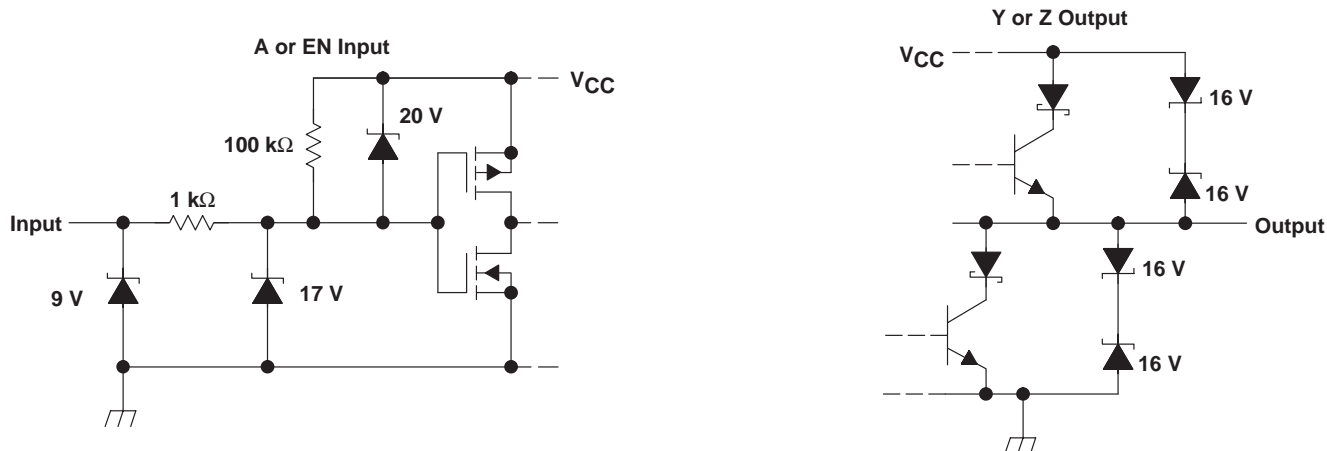 A or EN Input
V_CC
20 V
100 kΩ
1 kΩ
Input
9 V
17 V
Y or Z Output
V_CC
16 V
16 V
Output
16 V
16 V